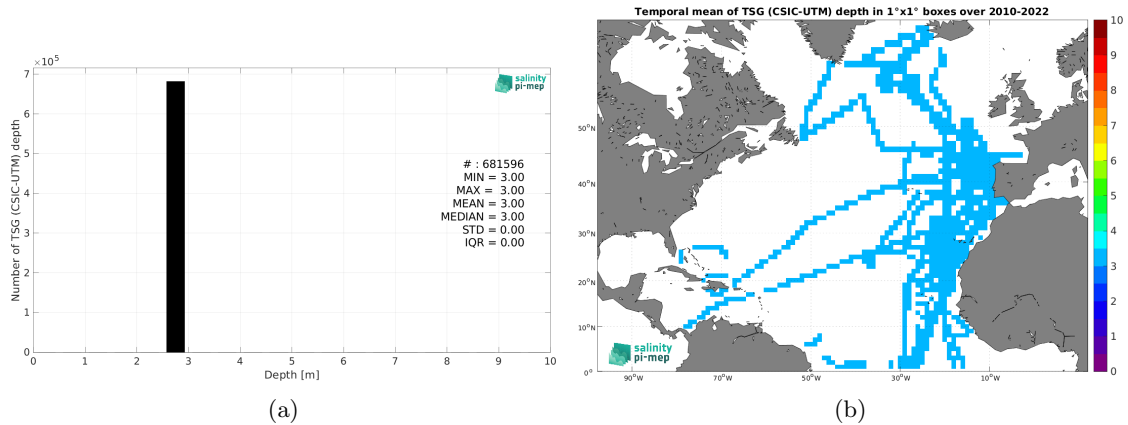 ×10⁵
7
6
5
4
3
2
1
0
Number of TSG (CSIC-UTM) depth
salinity
pi-mep
# : 681596
MIN = 3.00
MAX = 3.00
MEAN = 3.00
MEDIAN = 3.00
STD = 0.00
IQR = 0.00
0 1 2 3 4 5 6 7 8 9 10
Depth [m]
(a)
Temporal mean of TSG (CSIC-UTM) depth in 1°x1° boxes over 2010-2022
50°N
40°N
30°N
20°N
10°N
0°
90°W 70°W 50°W 30°W 10°W
salinity
pi-mep
10
9
8
7
6
5
4
3
2
1
0
(b)